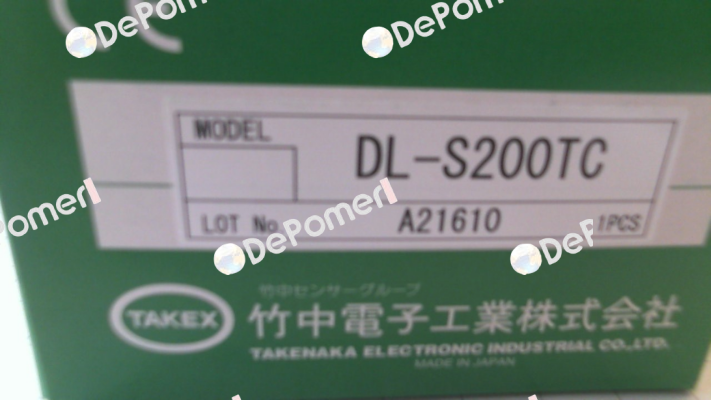 DePomerl
DePomerl
MODEL
DL-S200TC
LOT No.
A21610
1PCS
DePomerl
DePomerl
DeP
TAKEX
竹中センサーグループ
竹中電子工業株式会社
TAKENAKA ELECTRONIC INDUSTRIAL CO.,LTD.
MADE IN JAPAN